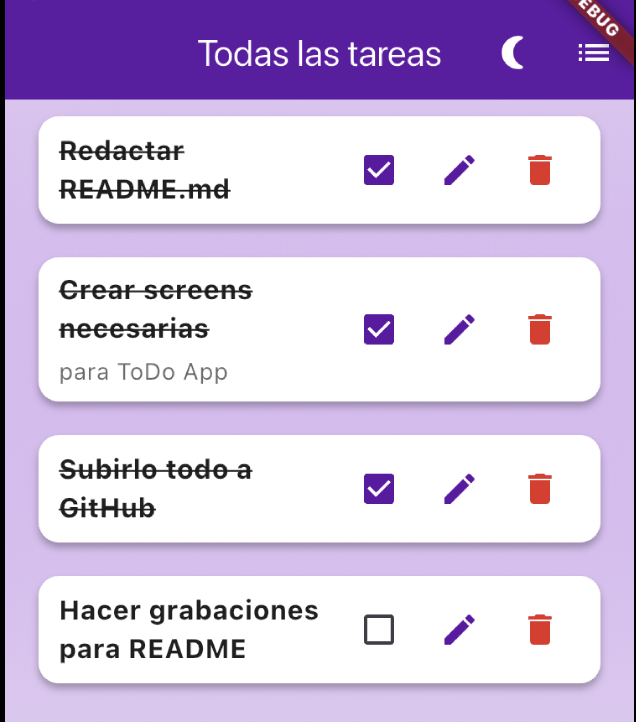 Todas las tareas
EBUG
Redactar
README.md
Crear screens
necesarias
para ToDo App
Subirlo todo a
GitHub
Hacer grabaciones
para README